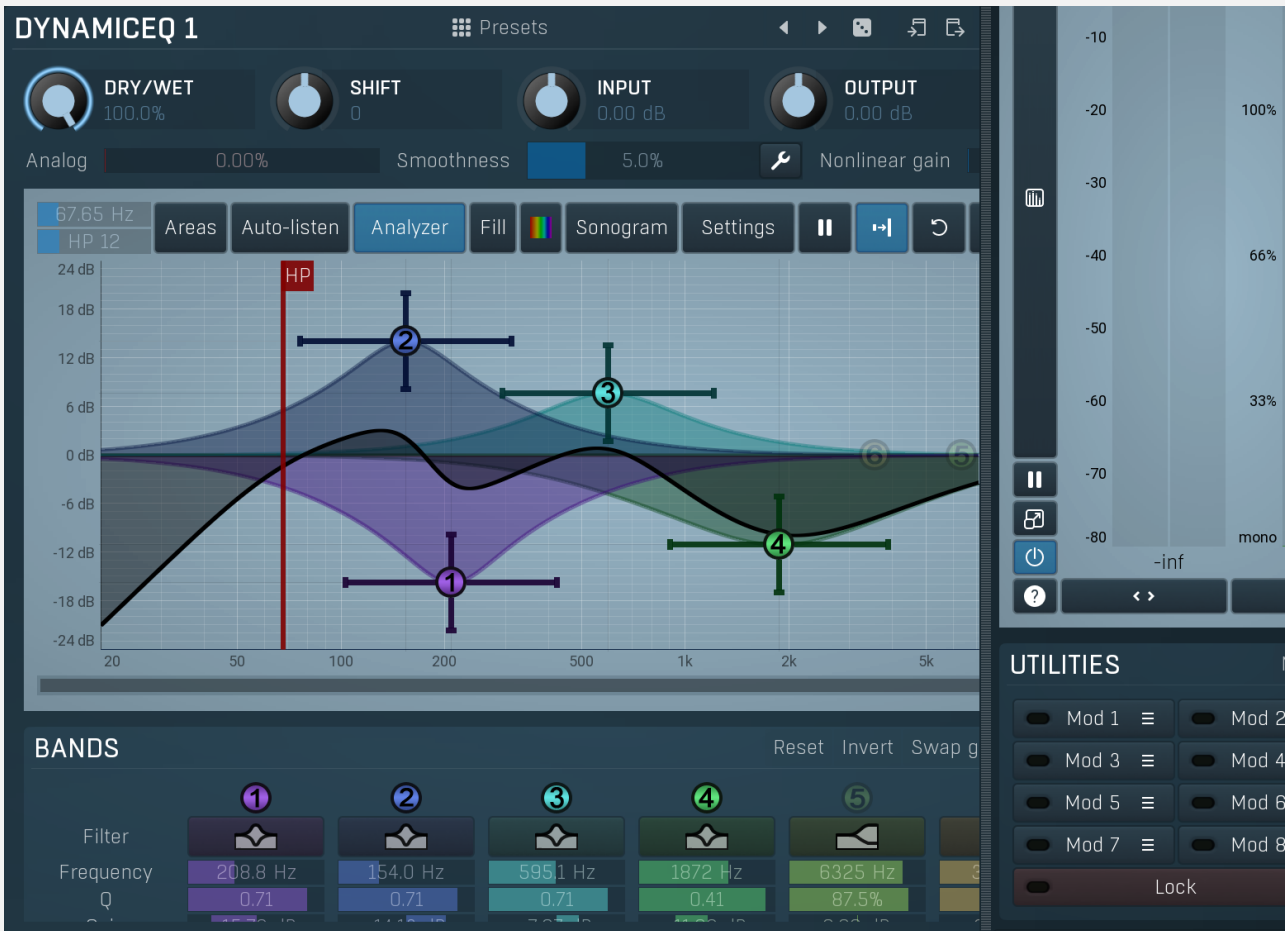 DYNAMICEQ 1
Presets
DRY/WET
100.0%
SHIFT
0
INPUT
0.00 dB
OUTPUT
0.00 dB
Analog
0.00%
Smoothness
5.0%
Nonlinear gain
67.65 Hz
HP 12
Areas
Auto-listen
Analyzer
Fill
Sonogram
Settings
HP
24 dB
18 dB
12 dB
6 dB
0 dB
-6 dB
-12 dB
-18 dB
-24 dB
2
3
6
5
4
1
20 50 100 200 500 1k 2k 5k
BANDS
Reset Invert Swap g
1 2 3 4 5
Filter
Frequency 208.8 Hz 154.0 Hz 595.1 Hz 1872 Hz 6325 Hz
Q 0.71 0.71 0.71 0.41 87.5%
-10
-20 100%
-30
-40 66%
-50
-60 33%
-70
-80 mono
-inf
?
UTILITIES
Mod 1 Mod 2
Mod 3 Mod 4
Mod 5 Mod 6
Mod 7 Mod 8
Lock